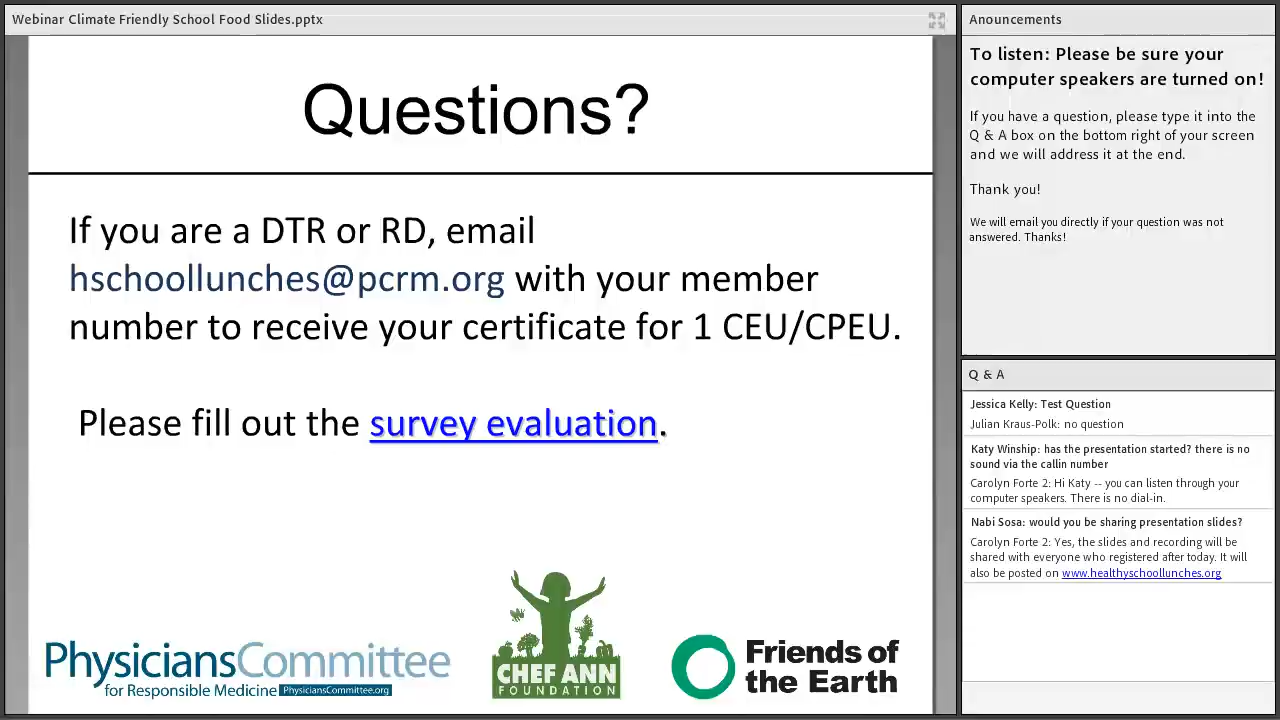 Webinar Climate Friendly School Food Slides.pptx
Questions?
If you are a DTR or RD, email
hschoollunches@pcrm.org with your member
number to receive your certificate for 1 CEU/CPEU.
Please fill out the survey evaluation.
PhysiciansCommittee
for Responsible Medicine PhysiciansCommittee.org
CHEF ANN
FOUNDATION
Friends of
the Earth
Anouncements
To listen: Please be sure your
computer speakers are turned on!
If you have a question, please type it into the
Q & A box on the bottom right of your screen
and we will address it at the end.
Thank you!
We will email you directly if your question was not
answered. Thanks!
Q & A
Jessica Kelly: Test Question
Julian Kraus-Polk: no question
Katy Winship: has the presentation started? there is no
sound via the callin number
Carolyn Forte 2: Hi Katy -- you can listen through your
computer speakers. There is no dial-in.
Nabi Sosa: would you be sharing presentation slides?
Carolyn Forte 2: Yes, the slides and recording will be
shared with everyone who registered after today. It will
also be posted on www.healthyschoollunches.org